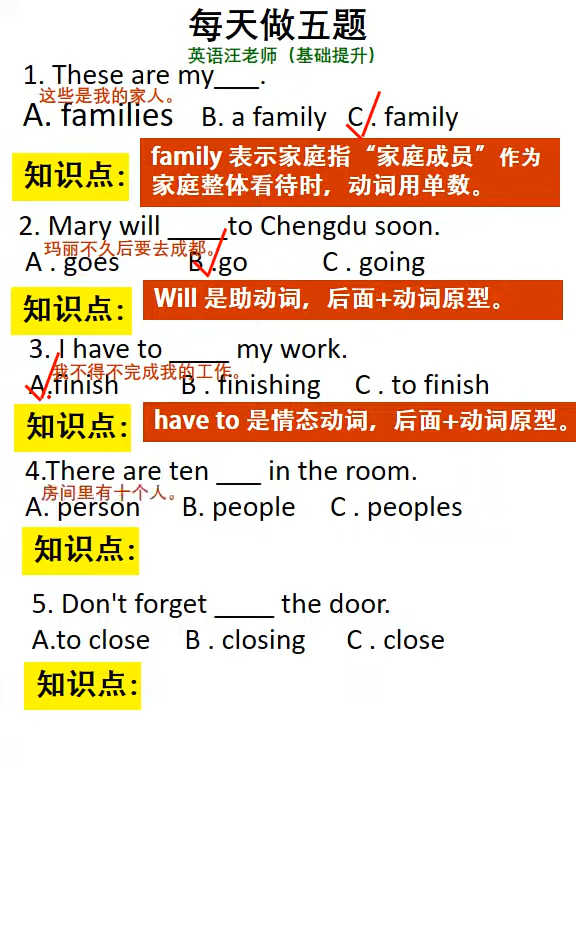 每天做五题
英语汪老师（基础提升）
1. These are my___.
这些是我的家人。
A. families B. a family C. family
知识点:
family 表示家庭指“家庭成员”作为
家庭整体看待时，动词用单数。
2. Mary will ____to Chengdu soon.
玛丽不久后要去成都。
A . goes B .go C . going
知识点:
Will 是助动词，后面+动词原型。
3. I have to ____ my work.
我不得不完成我的工作。
A.finish B . finishing C . to finish
知识点:
have to 是情态动词，后面+动词原型。
4.There are ten ___ in the room.
房间里有十个人。
A. person B. people C . peoples
知识点:
5. Don't forget ____ the door.
A.to close B . closing C . close
知识点: